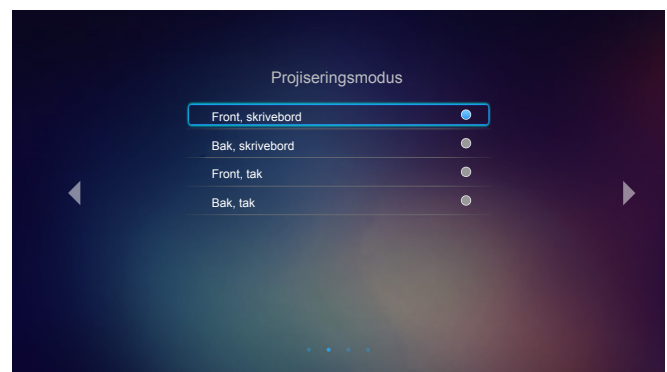 Projiseringsmodus
Front, skrivebord
Bak, skrivebord
Front, tak
Bak, tak